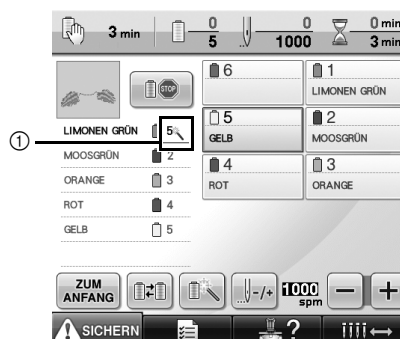 3 min
0
5
0
1000
0 min
3 min
6
1
LIMONEN GRÜN
STOP
5
GELB
2
MOOSGRÜN
①
LIMONEN GRÜN 5
MOOSGRÜN 2
ORANGE 3
ROT 4
GELB 5
4
ROT
3
ORANGE
ZUM
ANFANG
-/+
1000
spm
−
+
SICHERN
?